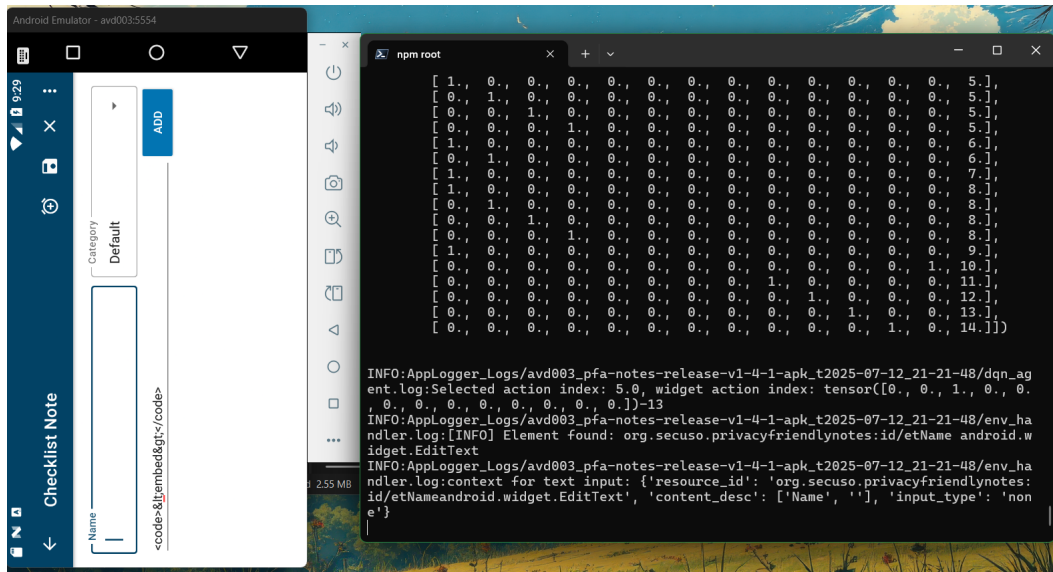 Android Emulator - avd003:5554
9:29
Checklist Note
Name
Category
Default
<code>&lt;embed&gt;</code>
ADD
d 2.55 MB
npm root
[ 1., 0., 0., 0., 0., 0., 0., 0., 0., 0., 0., 0., 0., 5.],
[ 0., 1., 0., 0., 0., 0., 0., 0., 0., 0., 0., 0., 0., 5.],
[ 0., 0., 1., 0., 0., 0., 0., 0., 0., 0., 0., 0., 0., 5.],
[ 0., 0., 0., 1., 0., 0., 0., 0., 0., 0., 0., 0., 0., 5.],
[ 1., 0., 0., 0., 0., 0., 0., 0., 0., 0., 0., 0., 0., 6.],
[ 0., 1., 0., 0., 0., 0., 0., 0., 0., 0., 0., 0., 0., 6.],
[ 1., 0., 0., 0., 0., 0., 0., 0., 0., 0., 0., 0., 0., 7.],
[ 1., 0., 0., 0., 0., 0., 0., 0., 0., 0., 0., 0., 0., 8.],
[ 0., 1., 0., 0., 0., 0., 0., 0., 0., 0., 0., 0., 0., 8.],
[ 0., 0., 1., 0., 0., 0., 0., 0., 0., 0., 0., 0., 0., 8.],
[ 0., 0., 0., 1., 0., 0., 0., 0., 0., 0., 0., 0., 0., 8.],
[ 1., 0., 0., 0., 0., 0., 0., 0., 0., 0., 0., 0., 0., 9.],
[ 0., 0., 0., 0., 0., 0., 0., 0., 0., 0., 0., 0., 1., 10.],
[ 0., 0., 0., 0., 0., 0., 0., 0., 1., 0., 0., 0., 0., 11.],
[ 0., 0., 0., 0., 0., 0., 0., 0., 0., 1., 0., 0., 0., 12.],
[ 0., 0., 0., 0., 0., 0., 0., 0., 0., 0., 1., 0., 0., 13.],
[ 0., 0., 0., 0., 0., 0., 0., 0., 0., 0., 0., 1., 0., 14.]])
INFO:AppLogger_Logs/avd003_pfa-notes-release-v1-4-1-apk_t2025-07-12_21-21-48/dqn_ag
ent.log:Selected action index: 5.0, widget action index: tensor([0., 0., 1., 0., 0.
, 0., 0., 0., 0., 0., 0., 0., 0.])-13
INFO:AppLogger_Logs/avd003_pfa-notes-release-v1-4-1-apk_t2025-07-12_21-21-48/env_ha
ndler.log:[INFO] Element found: org.secuso.privacyfriendlynotes:id/etName android.w
idget.EditText
INFO:AppLogger_Logs/avd003_pfa-notes-release-v1-4-1-apk_t2025-07-12_21-21-48/env_ha
ndler.log:context for text input: {'resource_id': 'org.secuso.privacyfriendlynotes:
id/etNameandroid.widget.EditText', 'content_desc': ['Name', ''], 'input_type': 'non
e'}